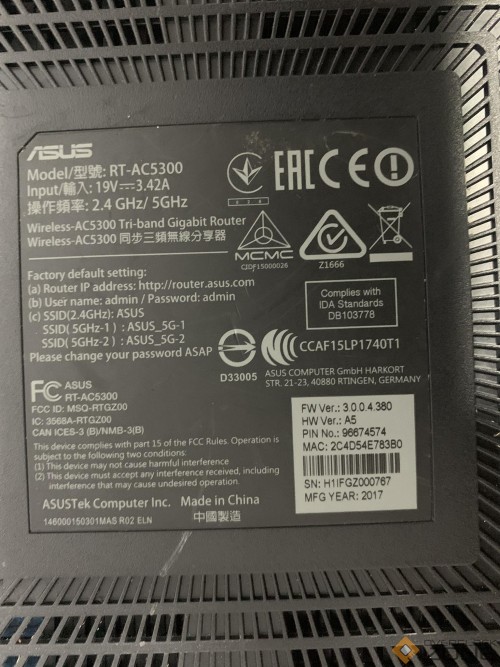 ASUS
Model/型號: RT-AC5300
Input/輸入: 19V⎓3.42A
操作頻率: 2.4 GHz/ 5GHz
Wireless-AC5300 Tri-band Gigabit Router
Wireless-AC5300 同步三頻無線分享器
EAC CE
MCMC
CIDF15000026
Z1666
Factory default setting:
(a) Router IP address: http://router.asus.com
(b) User name: admin / Password: admin
(c) SSID(2.4GHz): ASUS
SSID(5GHz-1) : ASUS_5G-1
SSID(5GHz-2) : ASUS_5G-2
Please change your password ASAP
Complies with
IDA Standards
DB103778
D33005
CCAF15LP1740T1
ASUS COMPUTER GmbH HARKORT
STR. 21-23, 40880 RTINGEN, GERMANY
FC ASUS
RT-AC5300
FCC ID: MSQ-RTGZ00
IC: 3568A-RTGZ00
CAN ICES-3 (B)/NMB-3(B)
This device complies with part 15 of the FCC Rules. Operation is
subject to the following two conditions:
(1) This device may not cause harmful interference
(2) This device must accept any interference received, including
interference that may cause undesired operation.
ASUSTek Computer Inc. Made in China
中國製造
146000150301MAS R02 ELN
FW Ver.: 3.0.0.4.380
HW Ver.: A5
PIN No.: 96674574
MAC: 2C4D54E783B0
SN: H1IFGZ000767
MFG YEAR: 2017